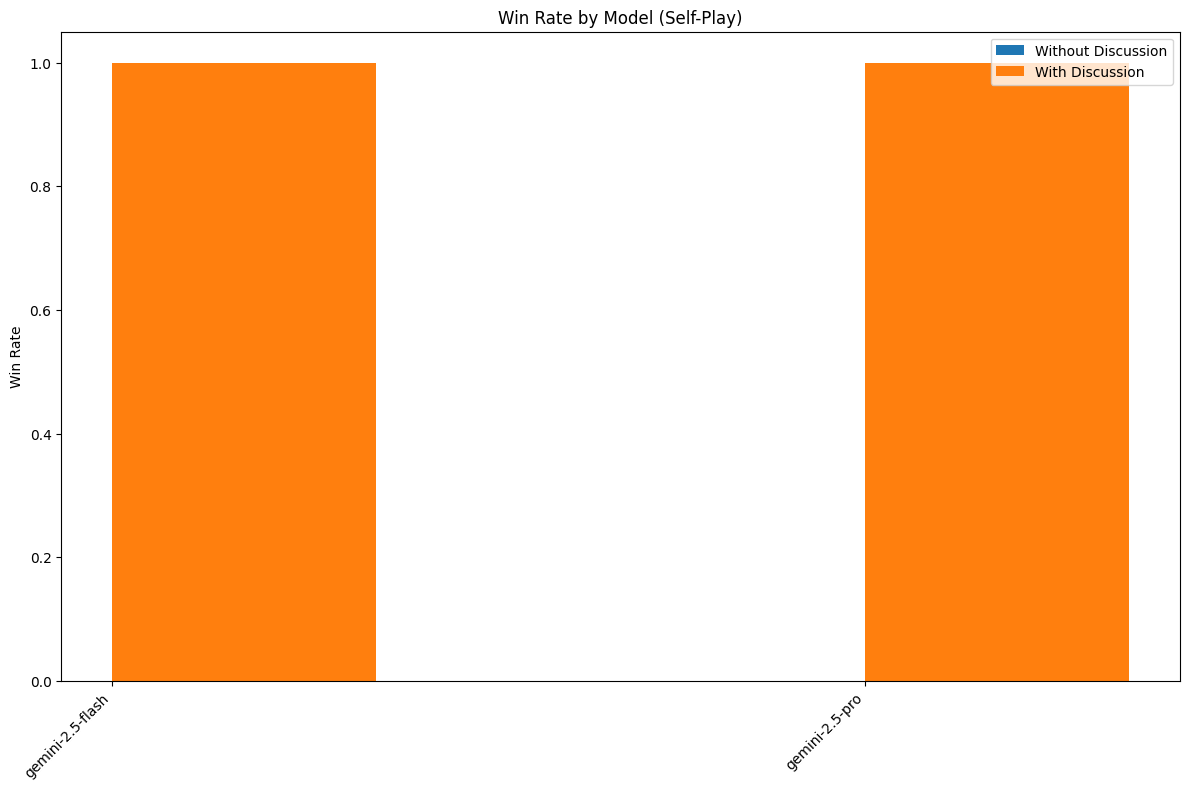 Win Rate by Model (Self-Play)
Without Discussion
With Discussion
1.0
0.8
0.6
0.4
0.2
0.0
Win Rate
gemini-2.5-flash
gemini-2.5-pro